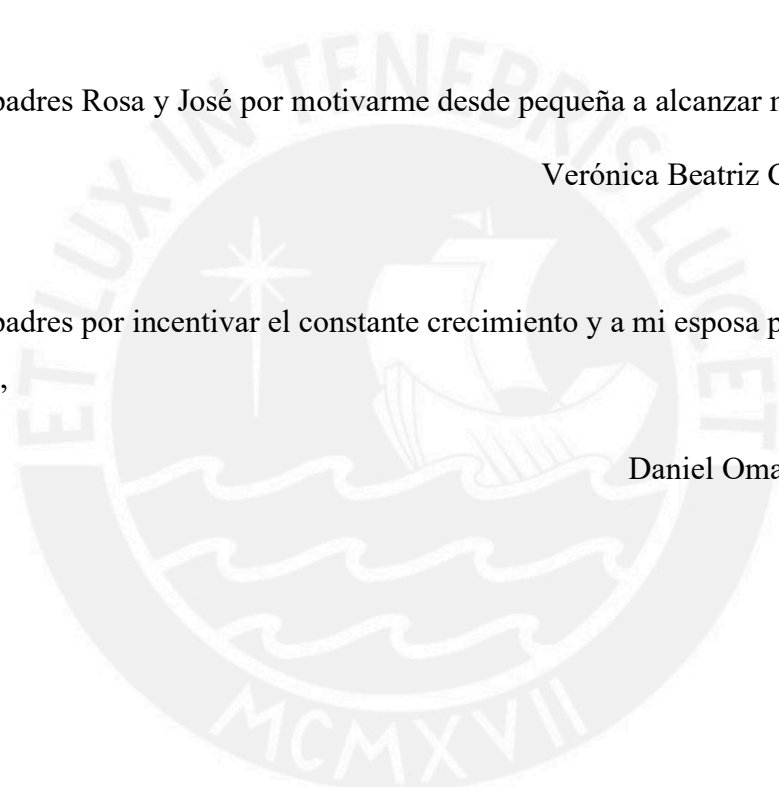 padres Rosa y José por motivarme desde pequeña a alcanzar
Verónica Beatriz
padres por incentivar el constante crecimiento y a mi esposa
,
Daniel
ET LUX IN TENEBRIS LUCET
MCMXVII